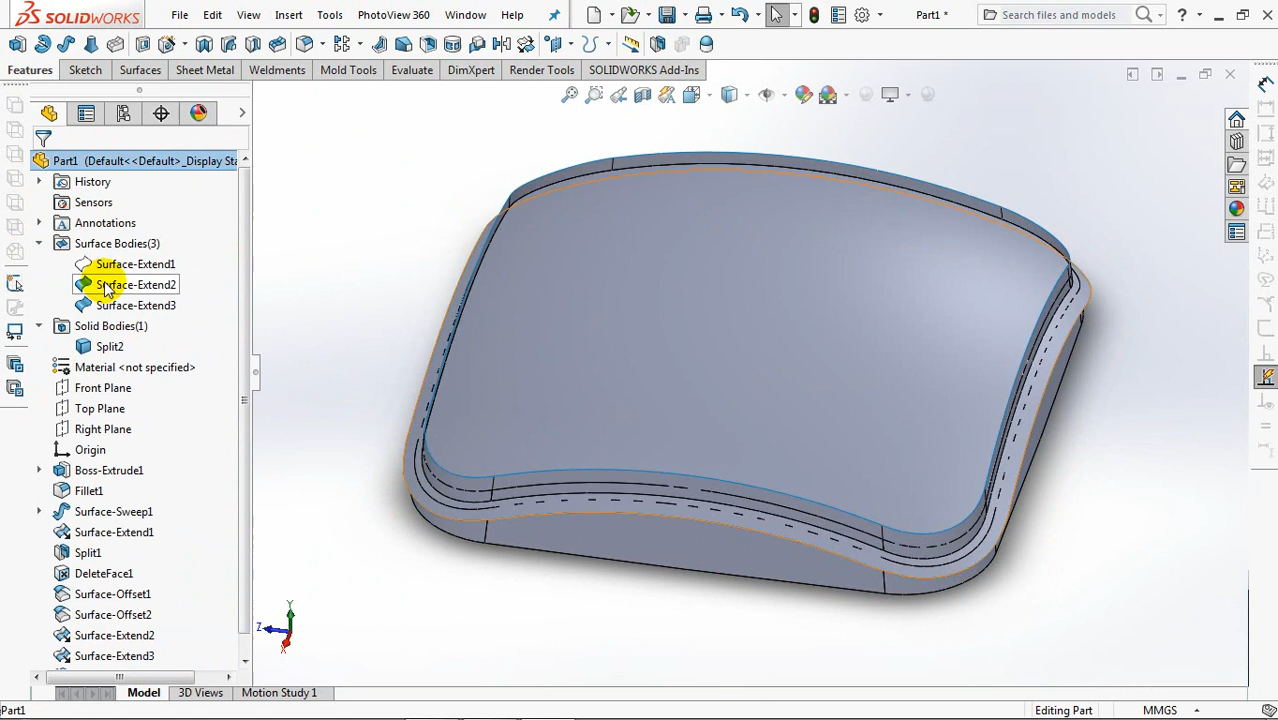 SOLIDWORKS File Edit View Insert Tools PhotoView 360 Window Help Part1 * Search files and models ?
Features Sketch Surfaces Sheet Metal Weldments Mold Tools Evaluate DimXpert Render Tools SOLIDWORKS Add-Ins
Part1 (Default<<Default>_Display Sta
History
Sensors
Annotations
Surface Bodies(3)
Surface-Extend1
Surface-Extend2
Surface-Extend3
Solid Bodies(1)
Split2
Material <not specified>
Front Plane
Top Plane
Right Plane
Origin
Boss-Extrude1
Fillet1
Surface-Sweep1
Surface-Extend1
Split1
DeleteFace1
Surface-Offset1
Surface-Offset2
Surface-Extend2
Surface-Extend3
Y
Z
X
Model 3D Views Motion Study 1
Part1 Editing Part MMGS